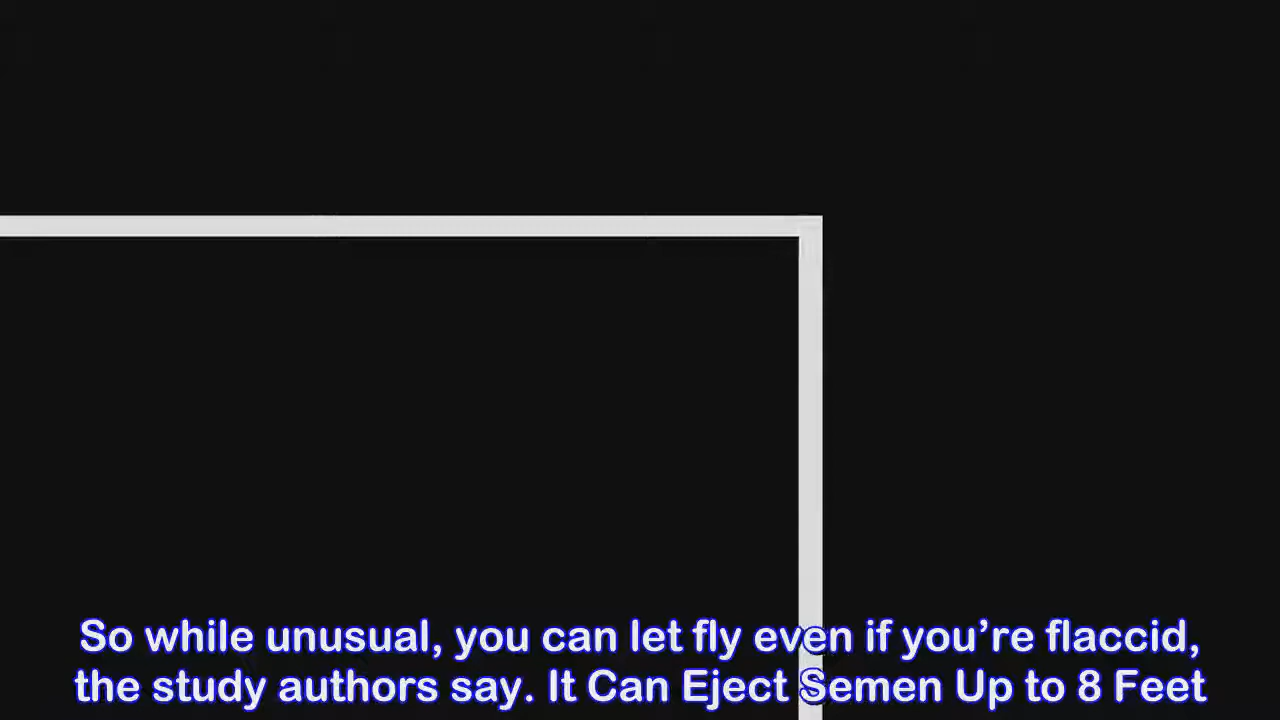 So while unusual, you can let fly even if you’re flaccid,
the study authors say. It Can Eject Semen Up to 8 Feet